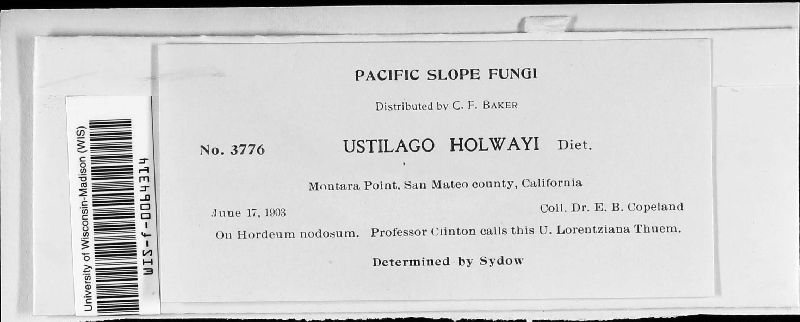 PACIFIC SLOPE FUNGI
Distributed by C. F. BAKER
No. 3776 USTILAGO HOLWAYI Diet.
Montara Point, San Mateo county, California
June 17, 1903 Coll. Dr. E. B. Copeland
On Hordeum nodosum. Professor Clinton calls this U. Lorentziana Thuem.
Determined by Sydow
University of Wisconsin-Madison (WIS)
WIS-f-0094314